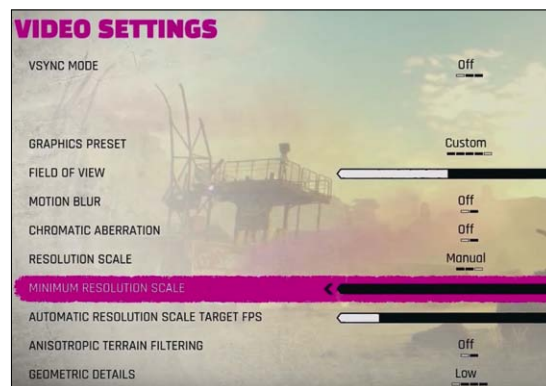 VIDEO SETTINGS
VSYNC MODE Off
GRAPHICS PRESET Custom
FIELD OF VIEW
MOTION BLUR Off
CHROMATIC ABERRATION Off
RESOLUTION SCALE Manual
MINIMUM RESOLUTION SCALE
AUTOMATIC RESOLUTION SCALE TARGET FPS
ANISOTROPIC TERRAIN FILTERING Off
GEOMETRIC DETAILS Low